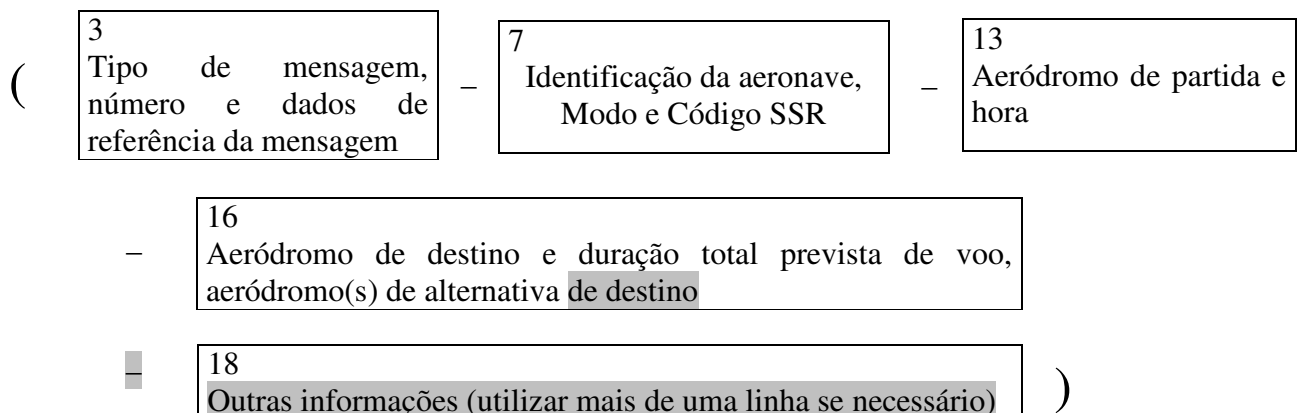 ( 3 – 7 – 13
Tipo de mensagem, número e dados de referência da mensagem
Identificação da aeronave, Modo e Código SSR
Aeródromo de partida e hora
– 16
Aeródromo de destino e duração total prevista de voo,
aeródromo(s) de alternativa de destino
– 18
Outras informações (utilizar mais de uma linha se necessário) )